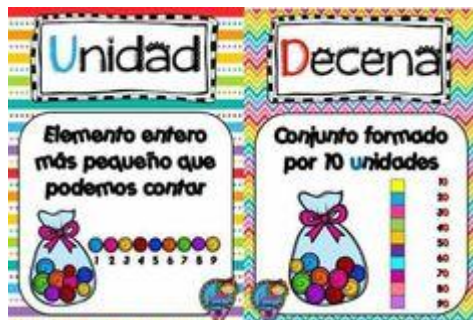 Unidad
Elemento entero
más pequeño que
podemos contar
1 2 3 4 5 6 7 8 9
Decena
Conjunto formado
por 10 unidades
10
20
30
40
50
60
70
80
90